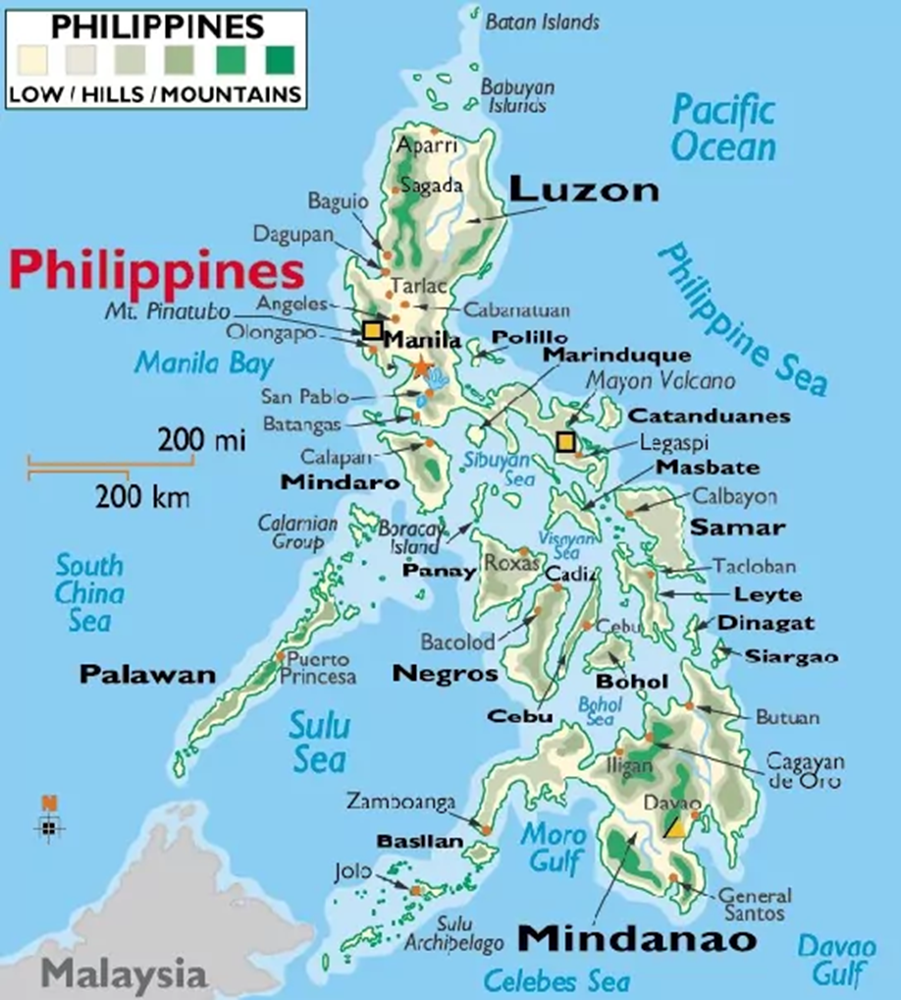 PHILIPPINES
LOW / HILLS / MOUNTAINS
Batan Islands
Babuyan
Islands
Pacific
Ocean
Aparri
Sagada
Luzon
Baguio
Dagupan
Philippines
Philippine Sea
Tarlac
Angeles
Mt. Pinatubo
Cabanatuan
Olongapo
Manila
Polillo
Marinduque
Manila Bay
Mayon Volcano
San Pablo
Catanduanes
Batangas
200 mi
Legaspi
Calapan
Sibuyan
Sea
Masbate
Mindaro
200 km
Calbayon
Calamian
Group
Boracay
Island
Samar
Visayan
Sea
South
China
Sea
Panay
Roxas
Cadiz
Tacloban
Leyte
Cebu
Dinagat
Bacolod
Siargao
Puerto
Princesa
Palawan
Negros
Bohol
Cebu
Bohol
Sea
Butuan
Sulu
Sea
Iligan
Cagayan
de Oro
N
Zamboanga
Davao
Basilan
Moro
Gulf
Jolo
General
Santos
Sulu
Archipelago
Mindanao
Davao
Gulf
Malaysia
Celebes Sea